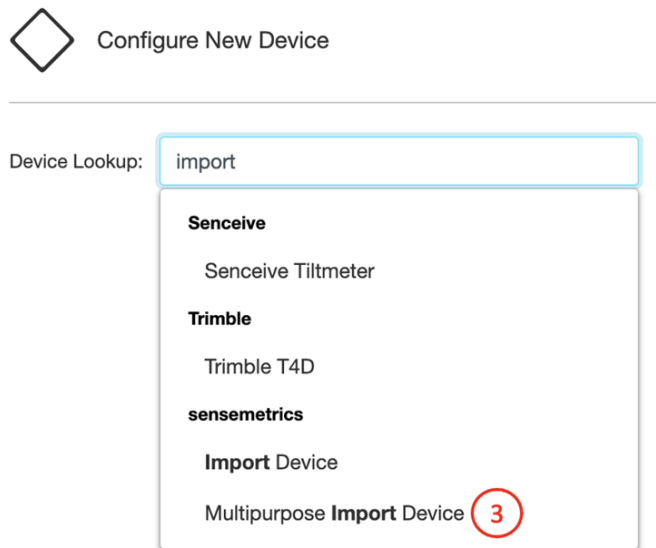 Configure New Device
Device Lookup: import
Senceive
Senceive Tiltmeter
Trimble
Trimble T4D
sensemetrics
Import Device
Multipurpose Import Device 3